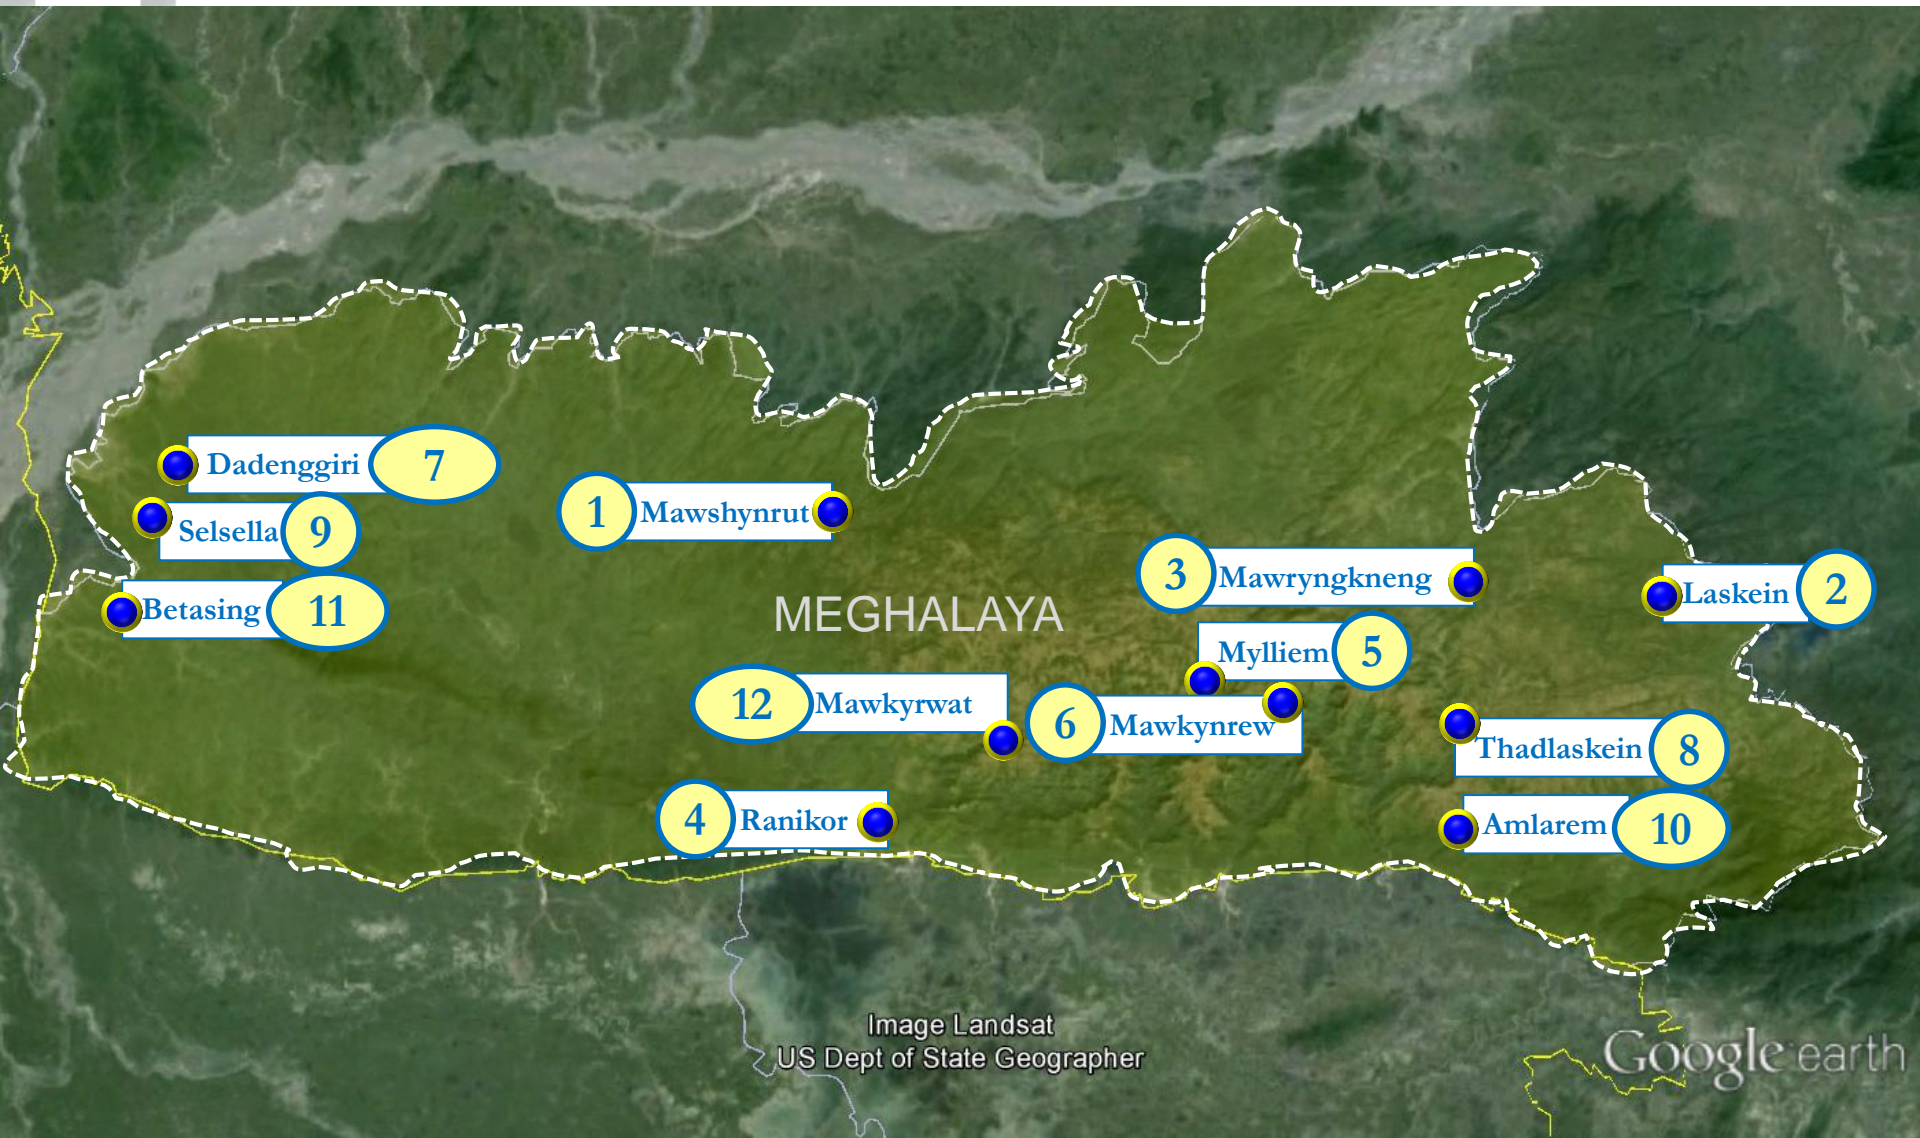 Dadenggiri 7
1 Mawshynrut
Selsella 9
3 Mawryngkneng
Laskein 2
Betasing 11
MEGHALAYA
Mylliem 5
12 Mawkyrwat
6 Mawkynrew
Thadlaskein 8
4 Ranikor
Amlarem 10
Image Landsat
US Dept of State Geographer
Google earth